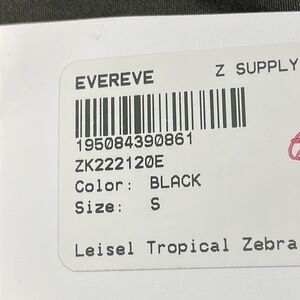 EVEREVE Z SUPPLY
195084390861
ZK222120E
Color: BLACK
Size: S
Leisel Tropical Zebra